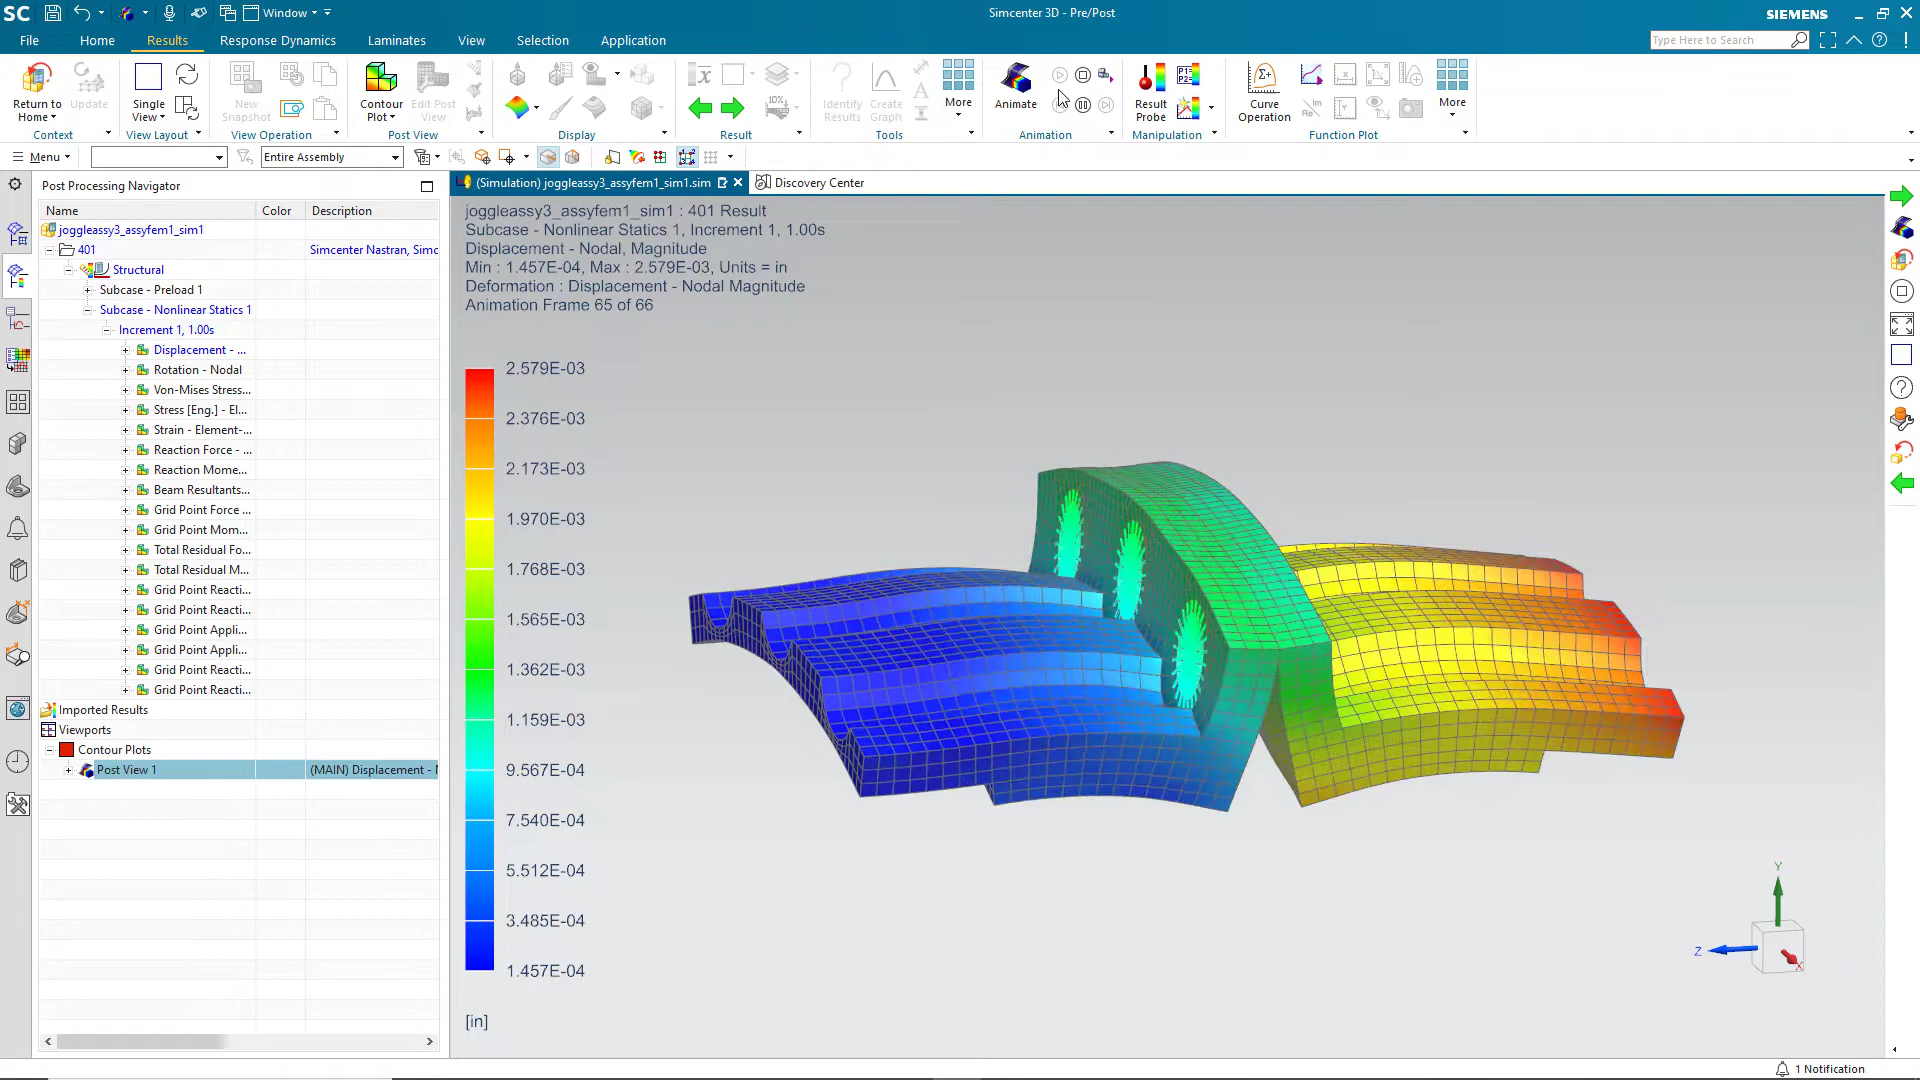 SC
Window
Simcenter 3D - Pre/Post
SIEMENS
File
Home
Results
Response Dynamics
Circuit Laminates
View
Selection
Application
Type Here to Search
Return to
Home
Update
Single
View
New
Snapshot
Contour
Plot
Edit Post
View
10%
Identify
Results
Create
Graph
More
Animate
Result
Probe
P1
P2
Curve
Operation
More
Context
View Layout
View Operation
Post View
Display
Result
Tools
Animation
Manipulation
Function Plot
Menu
Entire Assembly
Post Processing Navigator
(Simulation) joggleassy3_assyfem1_sim1.sim
Discovery Center
Name
Color
Description
joggleassy3_assyfem1_sim1
401
Simcenter Nastran, Simc
Structural
Subcase - Preload 1
Subcase - Nonlinear Statics 1
Increment 1, 1.00s
Displacement - ...
Rotation - Nodal
Von-Mises Stress...
Stress [Eng.] - El...
Strain - Element-...
Reaction Force - ...
Reaction Mome...
Beam Resultants...
Grid Point Force ...
Grid Point Mom...
Total Residual Fo...
Total Residual M...
Grid Point Reacti...
Grid Point Reacti...
Grid Point Appli...
Grid Point Appli...
Grid Point Reacti...
Grid Point Reacti...
Imported Results
Viewports
Contour Plots
Post View 1
(MAIN) Displacement -
joggleassy3_assyfem1_sim1 : 401 Result
Subcase - Nonlinear Statics 1, Increment 1, 1.00s
Displacement - Nodal, Magnitude
Min : 1.457E-04, Max : 2.579E-03, Units = in
Deformation : Displacement - Nodal Magnitude
Animation Frame 65 of 66
2.579E-03
2.376E-03
2.173E-03
1.970E-03
1.768E-03
1.565E-03
1.362E-03
1.159E-03
9.567E-04
7.540E-04
5.512E-04
3.485E-04
1.457E-04
[in]
Y
Z
X
1 Notification